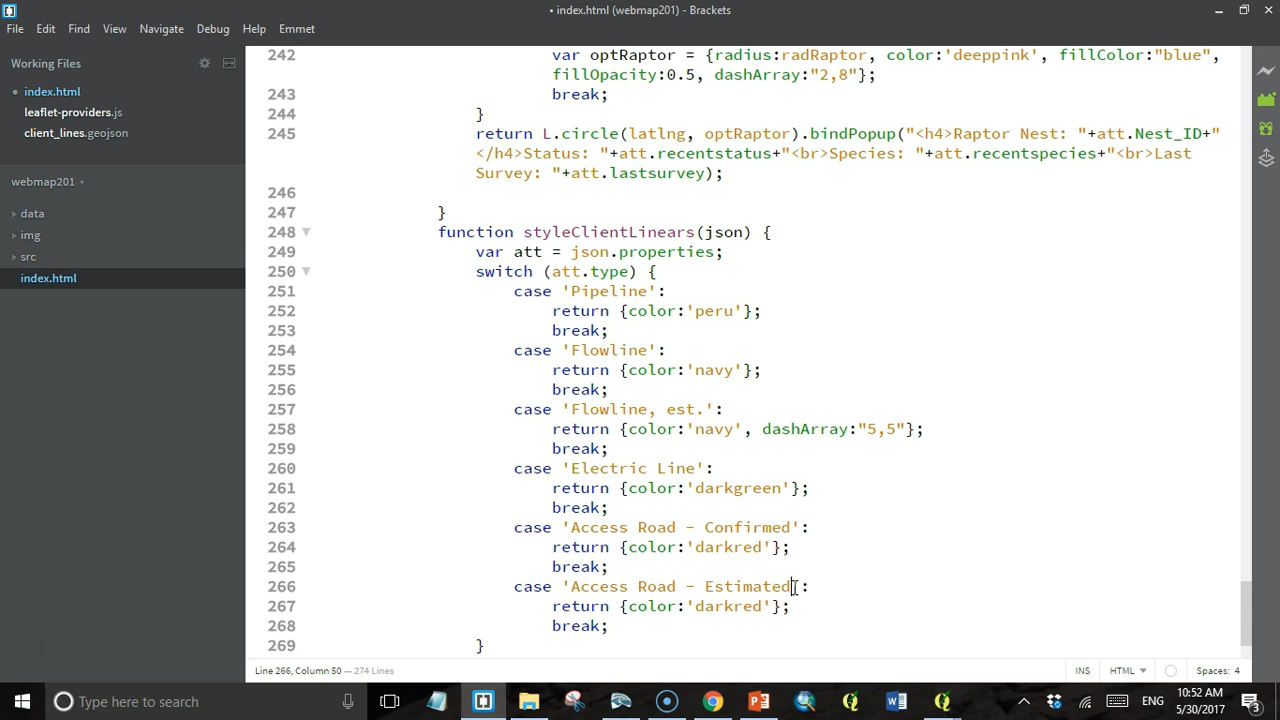 • index.html (webmap201) - Brackets
File Edit Find View Navigate Debug Help Emmet
Working Files
• index.html
leaflet-providers.js
client_lines.geojson
webmap201
data
img
src
index.html
242 var optRaptor = {radius:radRaptor, color:'deeppink', fillColor:"blue",
fillOpacity:0.5, dashArray:"2,8"};
243 break;
244 }
245 return L.circle(latlng, optRaptor).bindPopup("<h4>Raptor Nest: "+att.Nest_ID+"
</h4>Status: "+att.recentstatus+"<br>Species: "+att.recentspecies+"<br>Last
Survey: "+att.lastsurvey);
246
247 }
248 function styleClientLinears(json) {
249 var att = json.properties;
250 switch (att.type) {
251 case 'Pipeline':
252 return {color:'peru'};
253 break;
254 case 'Flowline':
255 return {color:'navy'};
256 break;
257 case 'Flowline, est.':
258 return {color:'navy', dashArray:"5,5"};
259 break;
260 case 'Electric Line':
261 return {color:'darkgreen'};
262 break;
263 case 'Access Road - Confirmed':
264 return {color:'darkred'};
265 break;
266 case 'Access Road - Estimated':
267 return {color:'darkred'};
268 break;
269 }
Line 266, Column 50 — 274 Lines INS HTML Spaces: 4
Type here to search ENG 10:52 AM
5/30/2017 3